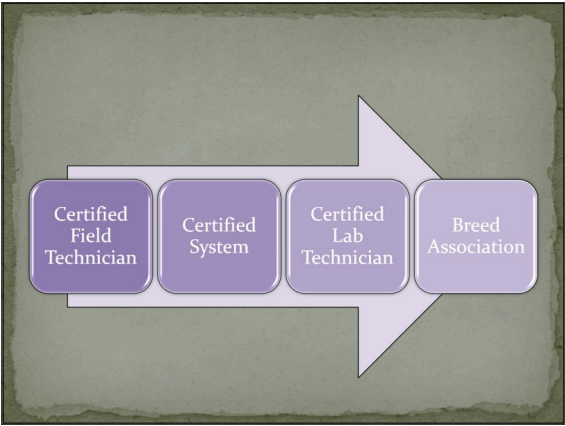 Certified
Field
Technician
Certified
System
Certified
Lab
Technician
Breed
Association